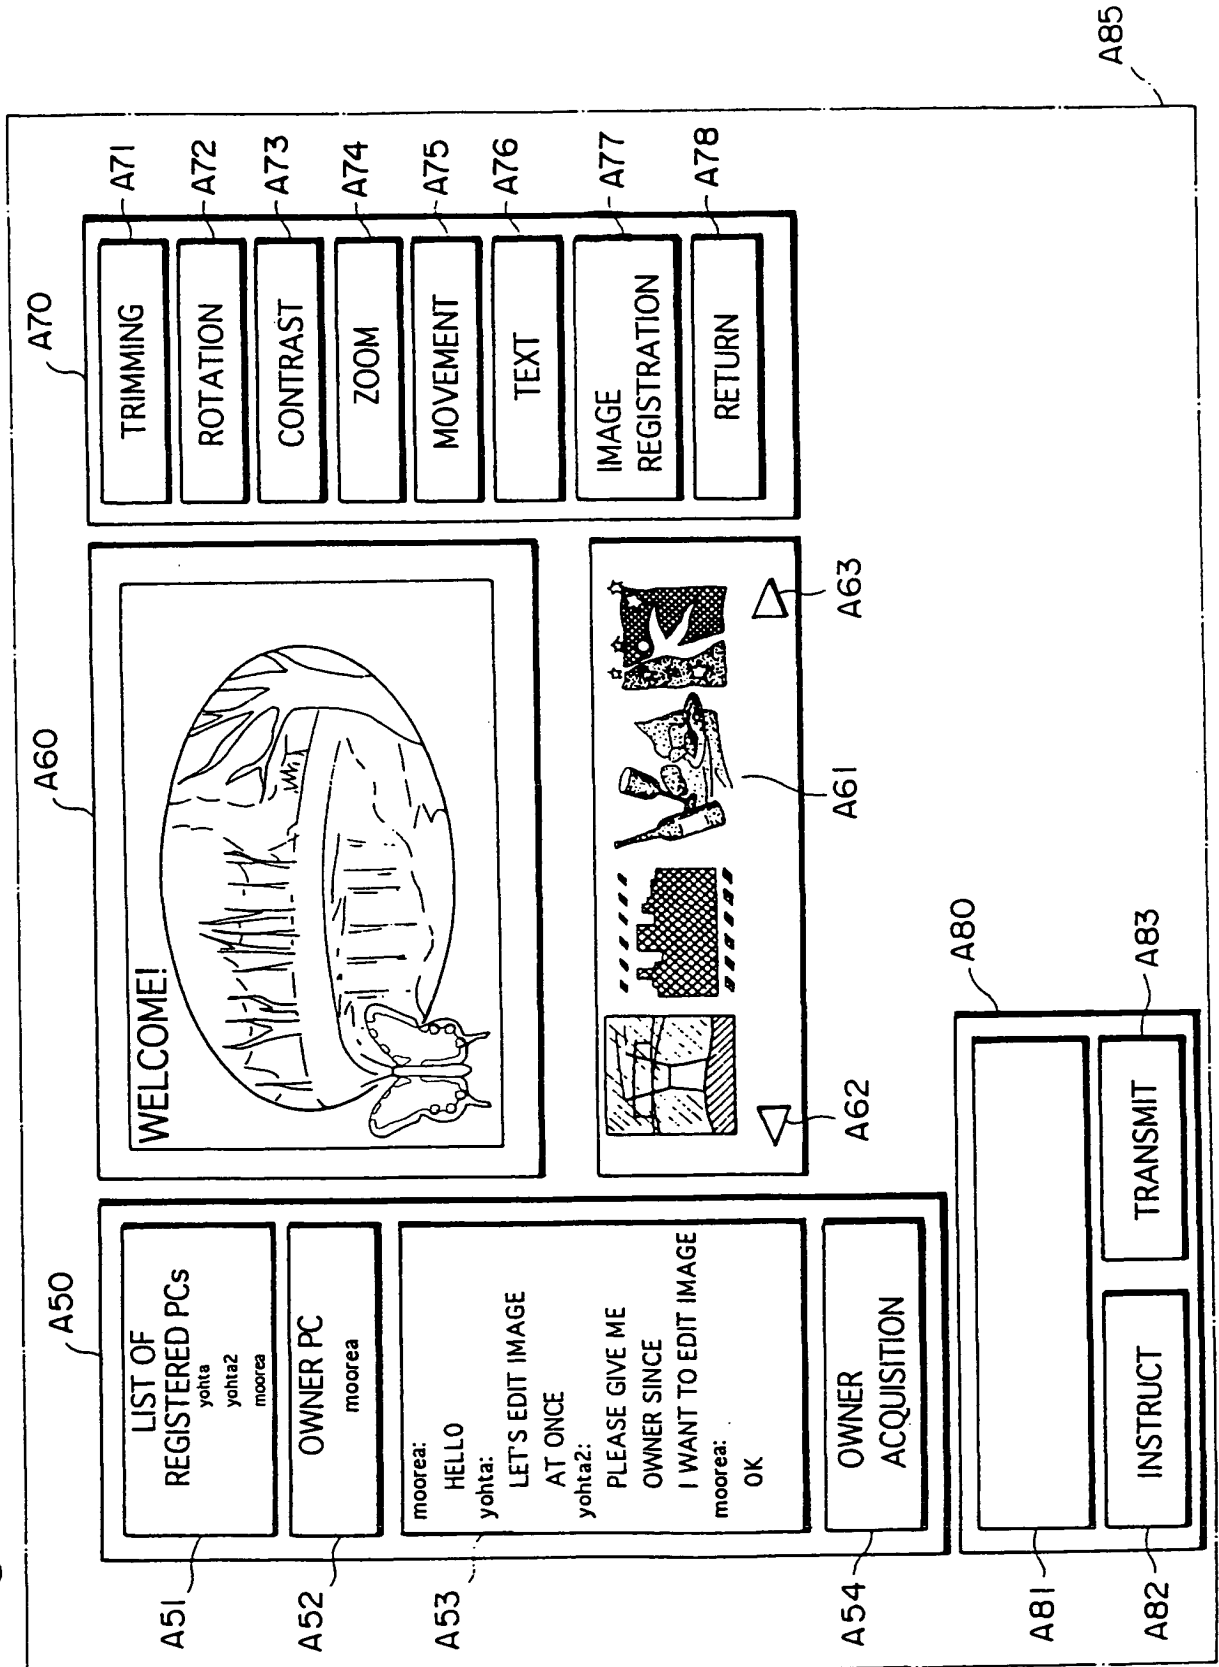 A50
LIST OF
REGISTERED PCs
yohta
yohta2
moorea
A51
OWNER PC
moorea
A52
moorea:
HELLO
yohta:
LET'S EDIT IMAGE
AT ONCE
yohta2:
PLEASE GIVE ME
OWNER SINCE
I WANT TO EDIT IMAGE
moorea:
OK
A53
OWNER
ACQUISITION
A54
A60
WELCOME!
A61
A62
A63
A70
TRIMMING
A71
ROTATION
A72
CONTRAST
A73
ZOOM
A74
MOVEMENT
A75
TEXT
A76
IMAGE
REGISTRATION
A77
RETURN
A78
A80
A81
INSTRUCT
A82
TRANSMIT
A83
A85